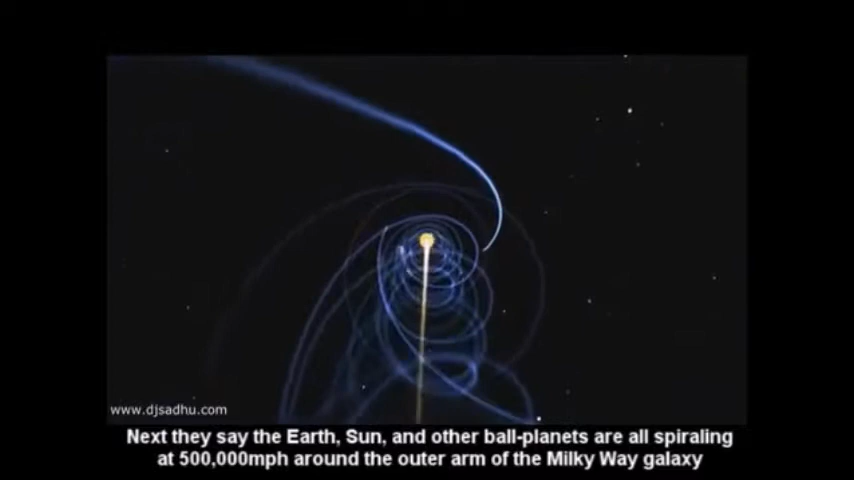 www.djsadhu.com
Next they say the Earth, Sun, and other ball-planets are all spiraling
at 500,000mph around the outer arm of the Milky Way galaxy